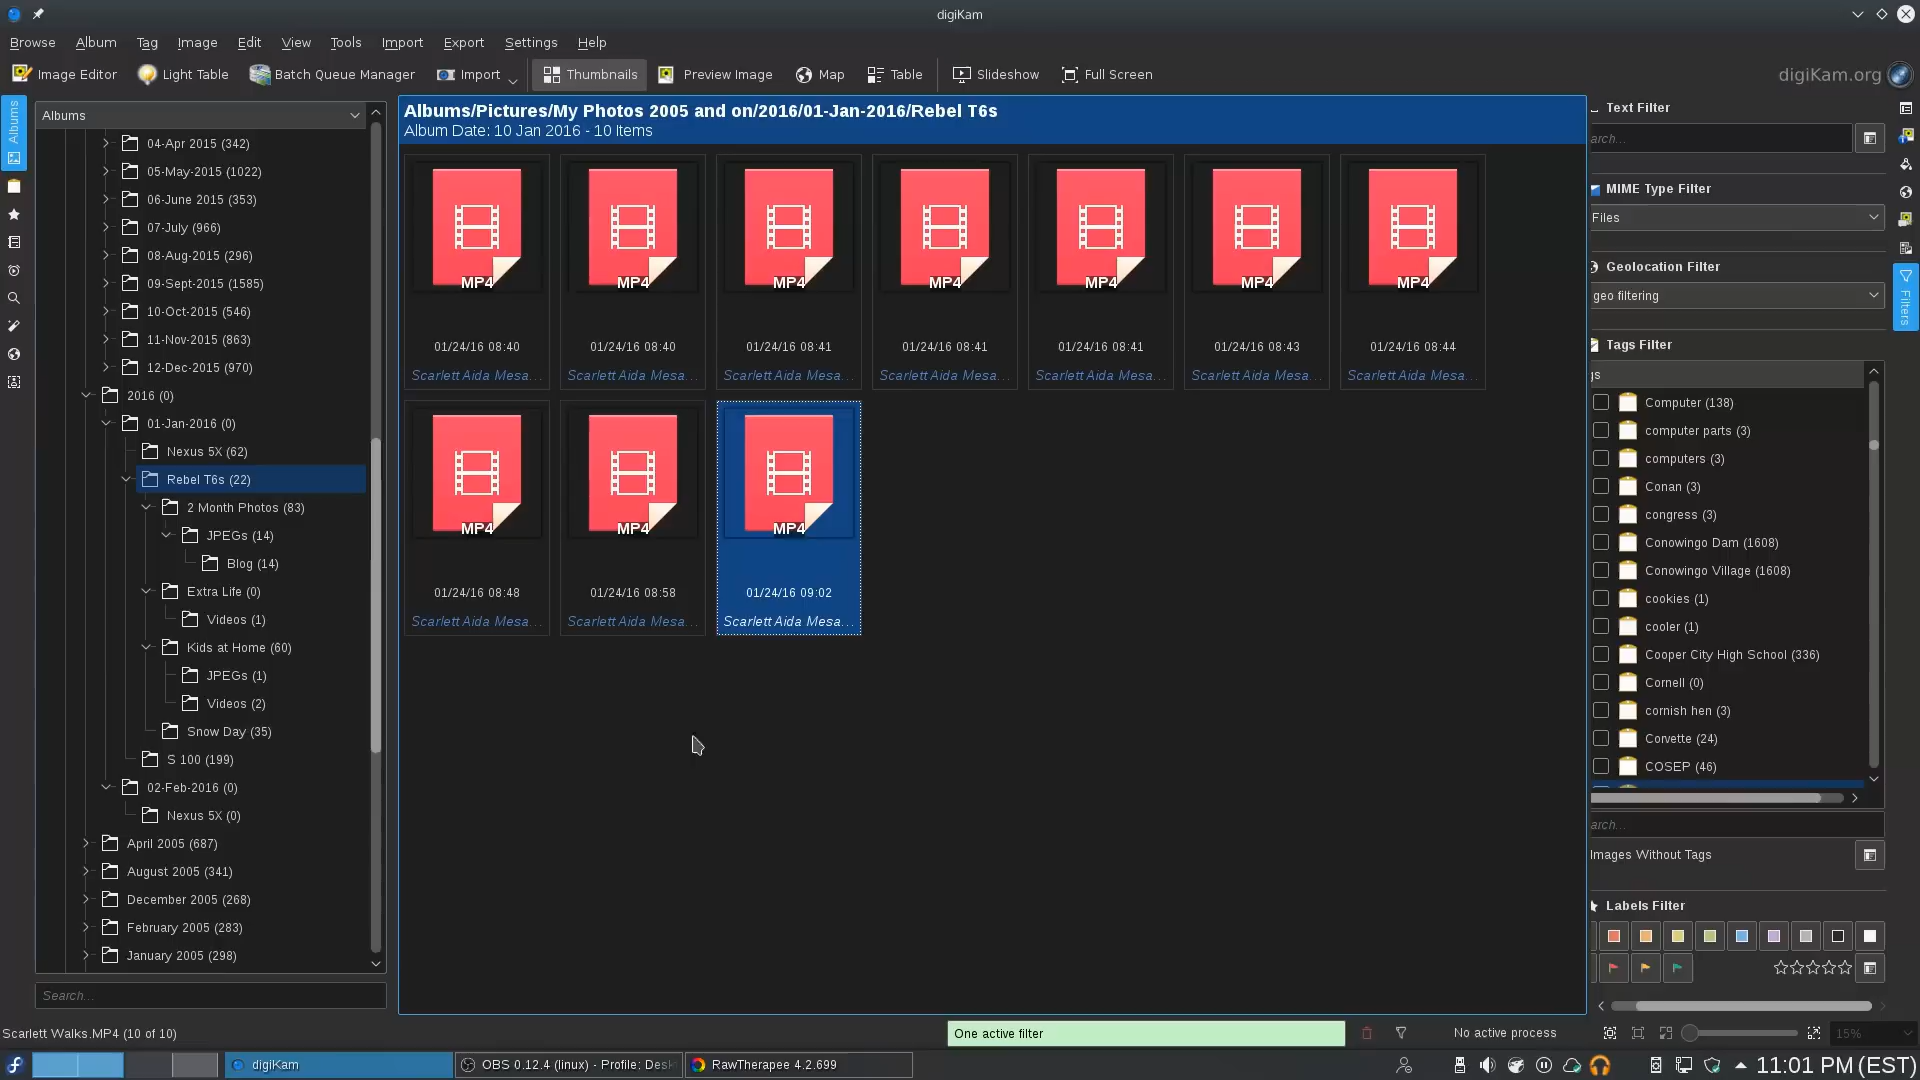 digiKam
Browse Album Tag Image Edit View Tools Import Export Settings Help
Image Editor Light Table Batch Queue Manager Import Thumbnails Preview Image Map Table Slideshow Full Screen digiKam.org
Albums
Albums
04-Apr 2015 (342)
05-May-2015 (1022)
06-June 2015 (353)
07-July (966)
08-Aug-2015 (296)
09-Sept-2015 (1585)
10-Oct-2015 (546)
11-Nov-2015 (863)
12-Dec-2015 (970)
2016 (0)
01-Jan-2016 (0)
Nexus 5X (62)
Rebel T6s (22)
2 Month Photos (83)
JPEGs (14)
Blog (14)
Extra Life (0)
Videos (1)
Kids at Home (60)
JPEGs (1)
Videos (2)
Snow Day (35)
S 100 (199)
02-Feb-2016 (0)
Nexus 5X (0)
April 2005 (687)
August 2005 (341)
December 2005 (268)
February 2005 (283)
January 2005 (298)
Search...
Albums/Pictures/My Photos 2005 and on/2016/01-Jan-2016/Rebel T6s
Album Date: 10 Jan 2016 - 10 Items
MP4 MP4 MP4 MP4 MP4 MP4 MP4
01/24/16 08:40 01/24/16 08:40 01/24/16 08:41 01/24/16 08:41 01/24/16 08:41 01/24/16 08:43 01/24/16 08:44
Scarlett Aida Mesa... Scarlett Aida Mesa... Scarlett Aida Mesa... Scarlett Aida Mesa... Scarlett Aida Mesa... Scarlett Aida Mesa... Scarlett Aida Mesa...
MP4 MP4 MP4
01/24/16 08:48 01/24/16 08:58 01/24/16 09:02
Scarlett Aida Mesa... Scarlett Aida Mesa... Scarlett Aida Mesa...
Text Filter
arch...
MIME Type Filter
Files
Geolocation Filter
geo filtering
Tags Filter
gs
Computer (138)
computer parts (3)
computers (3)
Conan (3)
congress (3)
Conowingo Dam (1608)
Conowingo Village (1608)
cookies (1)
cooler (1)
Cooper City High School (336)
Cornell (0)
cornish hen (3)
Corvette (24)
COSEP (46)
arch...
Images Without Tags
Labels Filter
Filters
Scarlett Walks.MP4 (10 of 10) One active filter No active process 15%
digiKam OBS 0.12.4 (linux) - Profile: Desk RawTherapee 4.2.699 11:01 PM (EST)